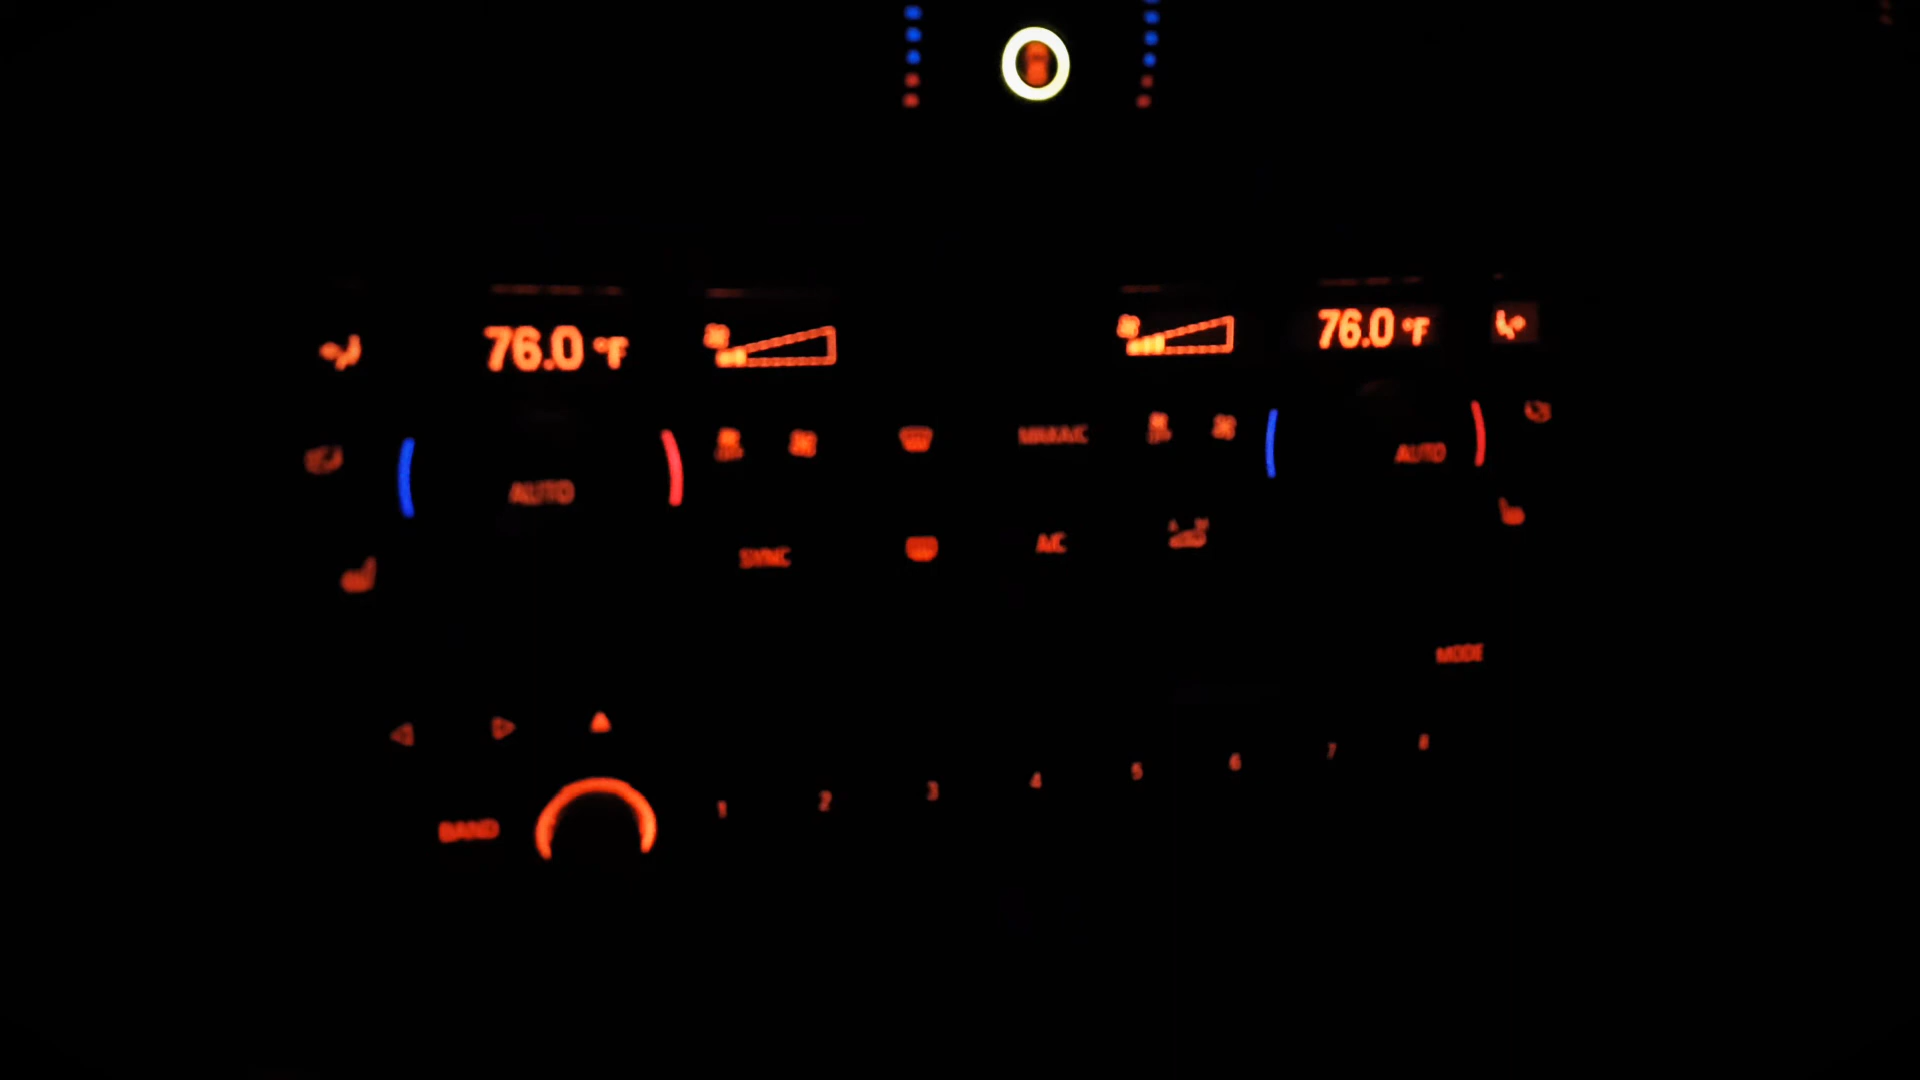 76.0 °F 76.0 °F
MAX A/C
AUTO AUTO
SYNC A/C
MODE
1 2 3 4 5 6 7 8
BAND